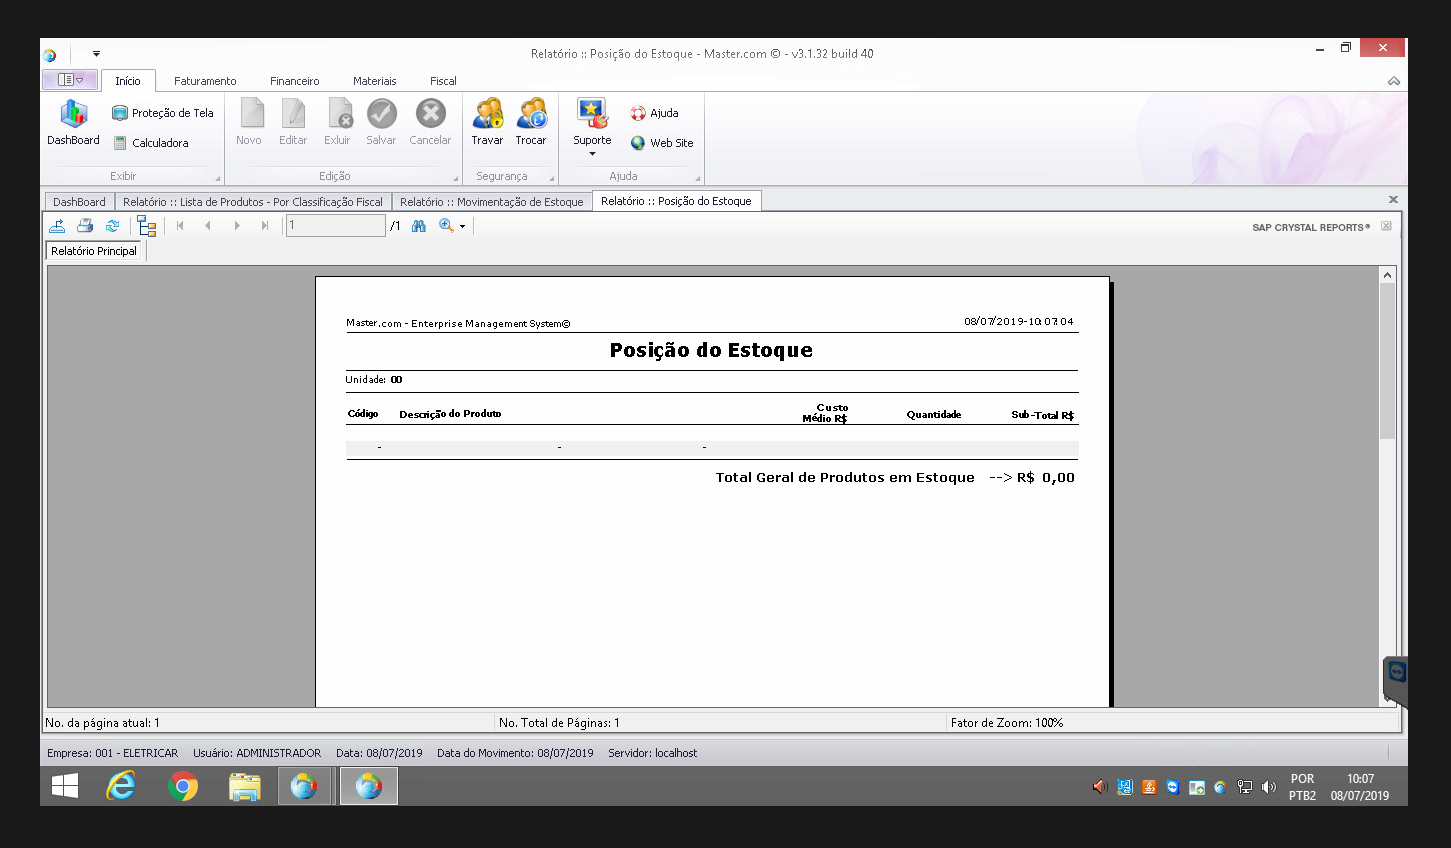 Relatório :: Posição do Estoque - Master.com © - v3.1.32 build 40
Início Faturamento Financeiro Materiais Fiscal
DashBoard
Proteção de Tela
Calculadora
Exibir
Novo Editar Exluir Salvar Cancelar
Edição
Travar Trocar
Segurança
Suporte
Ajuda
Web Site
Ajuda
DashBoard Relatório :: Lista de Produtos - Por Classificação Fiscal Relatório :: Movimentação de Estoque Relatório :: Posição do Estoque
1 /1
SAP CRYSTAL REPORTS®
Relatório Principal
Master.com - Enterprise Management System© 08/07/2019-10:07:04
Posição do Estoque
Unidade: 00
Código Descrição do Produto Custo Médio R$ Quantidade Sub-Total R$
- - -
Total Geral de Produtos em Estoque --> R$ 0,00
No. da página atual: 1 No. Total de Páginas: 1 Fator de Zoom: 100%
Empresa: 001 - ELETRICAR Usuário: ADMINISTRADOR Data: 08/07/2019 Data do Movimento: 08/07/2019 Servidor: localhost
POR 10:07
PTB2 08/07/2019